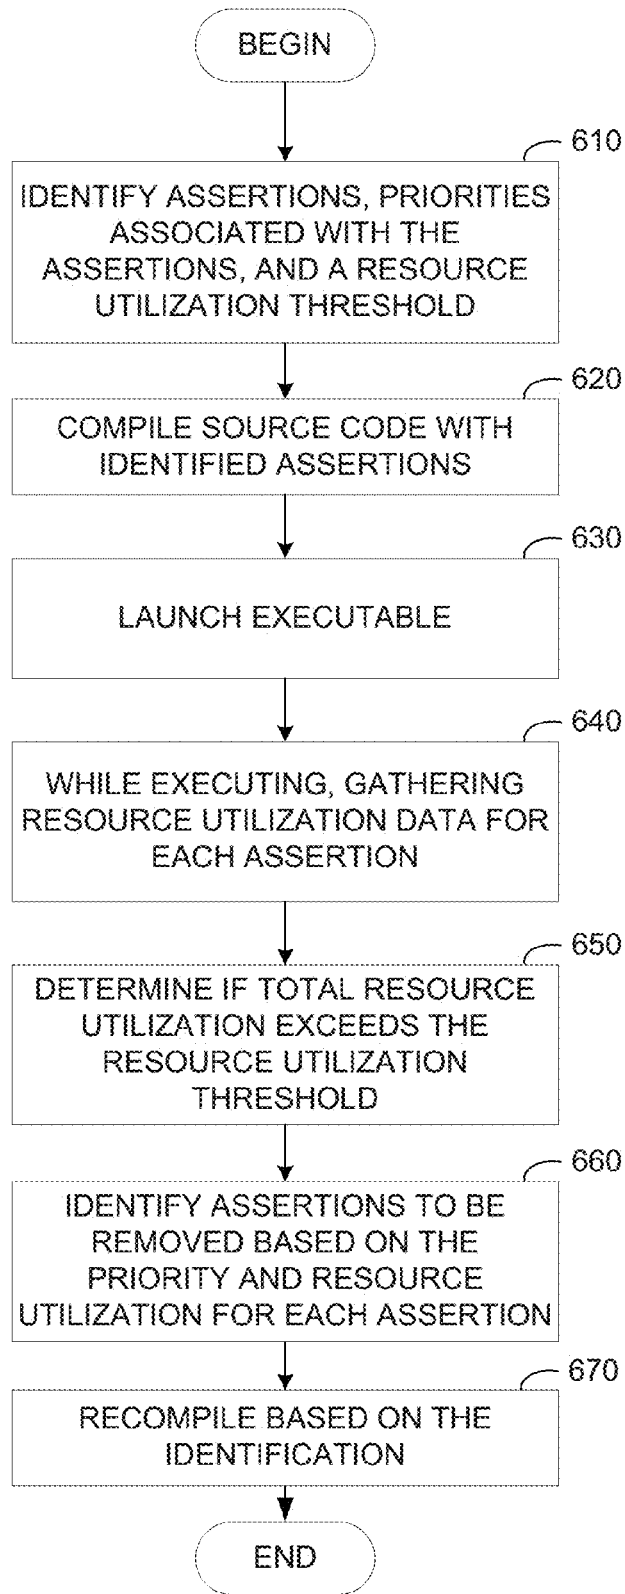 BEGIN
610
IDENTIFY ASSERTIONS, PRIORITIES
ASSOCIATED WITH THE
ASSERTIONS, AND A RESOURCE
UTILIZATION THRESHOLD
620
COMPILE SOURCE CODE WITH
IDENTIFIED ASSERTIONS
630
LAUNCH EXECUTABLE
640
WHILE EXECUTING, GATHERING
RESOURCE UTILIZATION DATA FOR
EACH ASSERTION
650
DETERMINE IF TOTAL RESOURCE
UTILIZATION EXCEEDS THE
RESOURCE UTILIZATION
THRESHOLD
660
IDENTIFY ASSERTIONS TO BE
REMOVED BASED ON THE
PRIORITY AND RESOURCE
UTILIZATION FOR EACH ASSERTION
670
RECOMPILE BASED ON THE
IDENTIFICATION
END